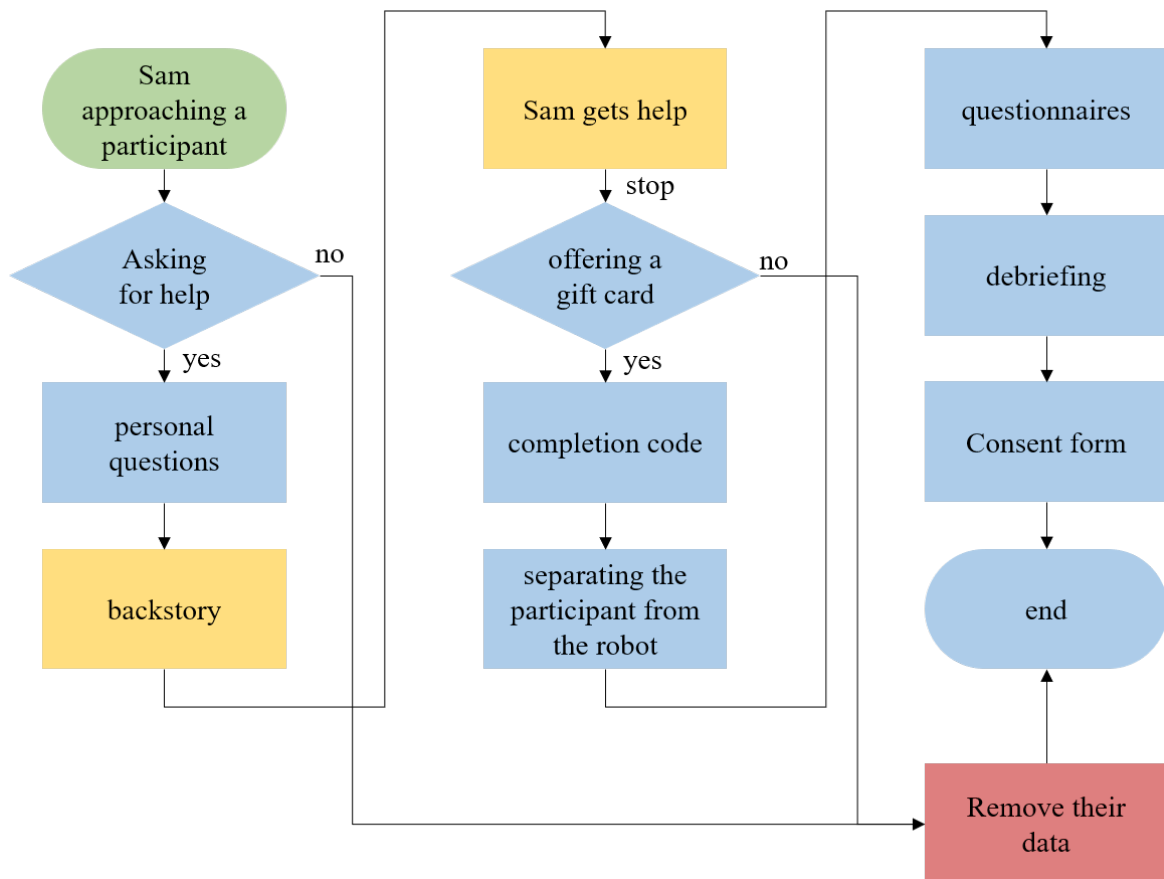 Sam
approaching a
participant
Asking
for help
no
yes
personal
questions
backstory
Sam gets help
stop
offering a
gift card
no
yes
completion code
separating the
participant from
the robot
questionnaires
debriefing
Consent form
end
Remove their
data